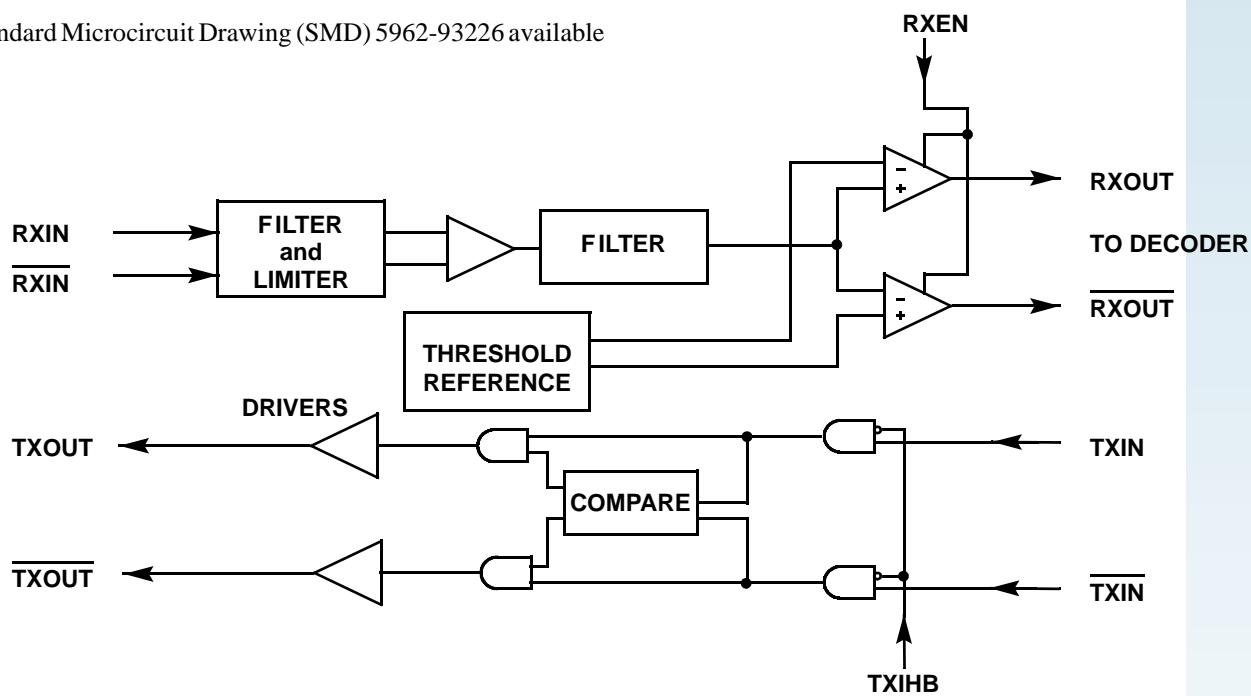 ndard Microcircuit Drawing (SMD) 5962-93226 available
RXEN
RXIN
RXIN
FILTER
and
LIMITER
FILTER
-
+
-
+
RXOUT
TO DECODER
RXOUT
THRESHOLD
REFERENCE
DRIVERS
TXOUT
TXIN
COMPARE
TXOUT
TXIN
TXIHB